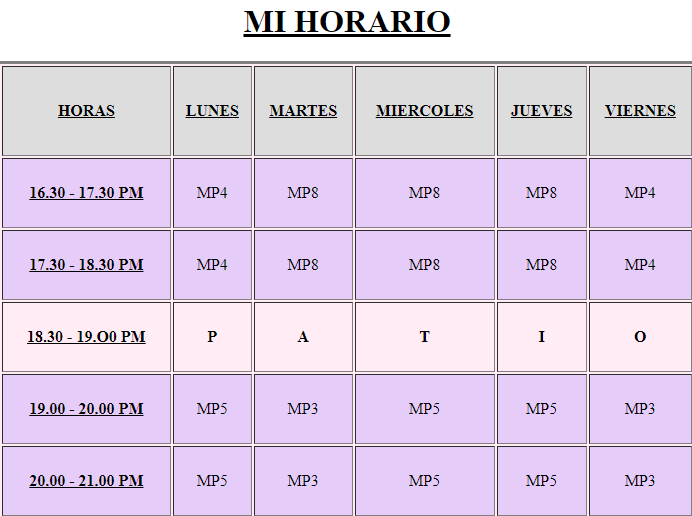 MI HORARIO
HORAS LUNES MARTES MIERCOLES JUEVES VIERNES
16.30 - 17.30 PM MP4 MP8 MP8 MP8 MP4
17.30 - 18.30 PM MP4 MP8 MP8 MP8 MP4
18.30 - 19.O0 PM P A T I O
19.00 - 20.00 PM MP5 MP3 MP5 MP5 MP3
20.00 - 21.00 PM MP5 MP3 MP5 MP5 MP3